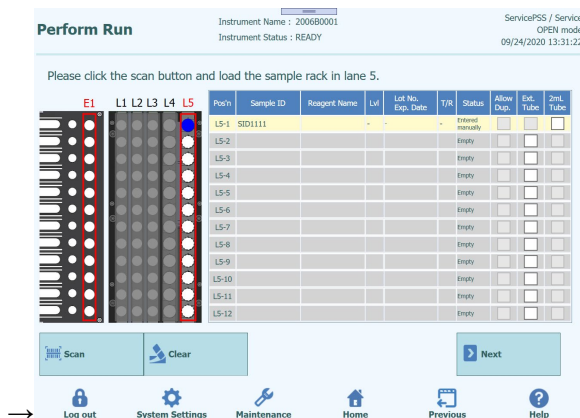 Perform Run
Instrument Name : 2006B0001
Instrument Status : READY
ServicePSS / Service
OPEN mode
09/24/2020 13:31:22
Please click the scan button and load the sample rack in lane 5.
E1 L1 L2 L3 L4 L5
Pos'n Sample ID Reagent Name Lvl Lot No. Exp. Date T/R Status Allow Dup. Ext. Tube 2mL Tube
L5-1 SID1111 - - - Entered manually
L5-2 Empty
L5-3 Empty
L5-4 Empty
L5-5 Empty
L5-6 Empty
L5-7 Empty
L5-8 Empty
L5-9 Empty
L5-10 Empty
L5-11 Empty
L5-12 Empty
Scan Clear Next
Log out System Settings Maintenance Home Previous Help